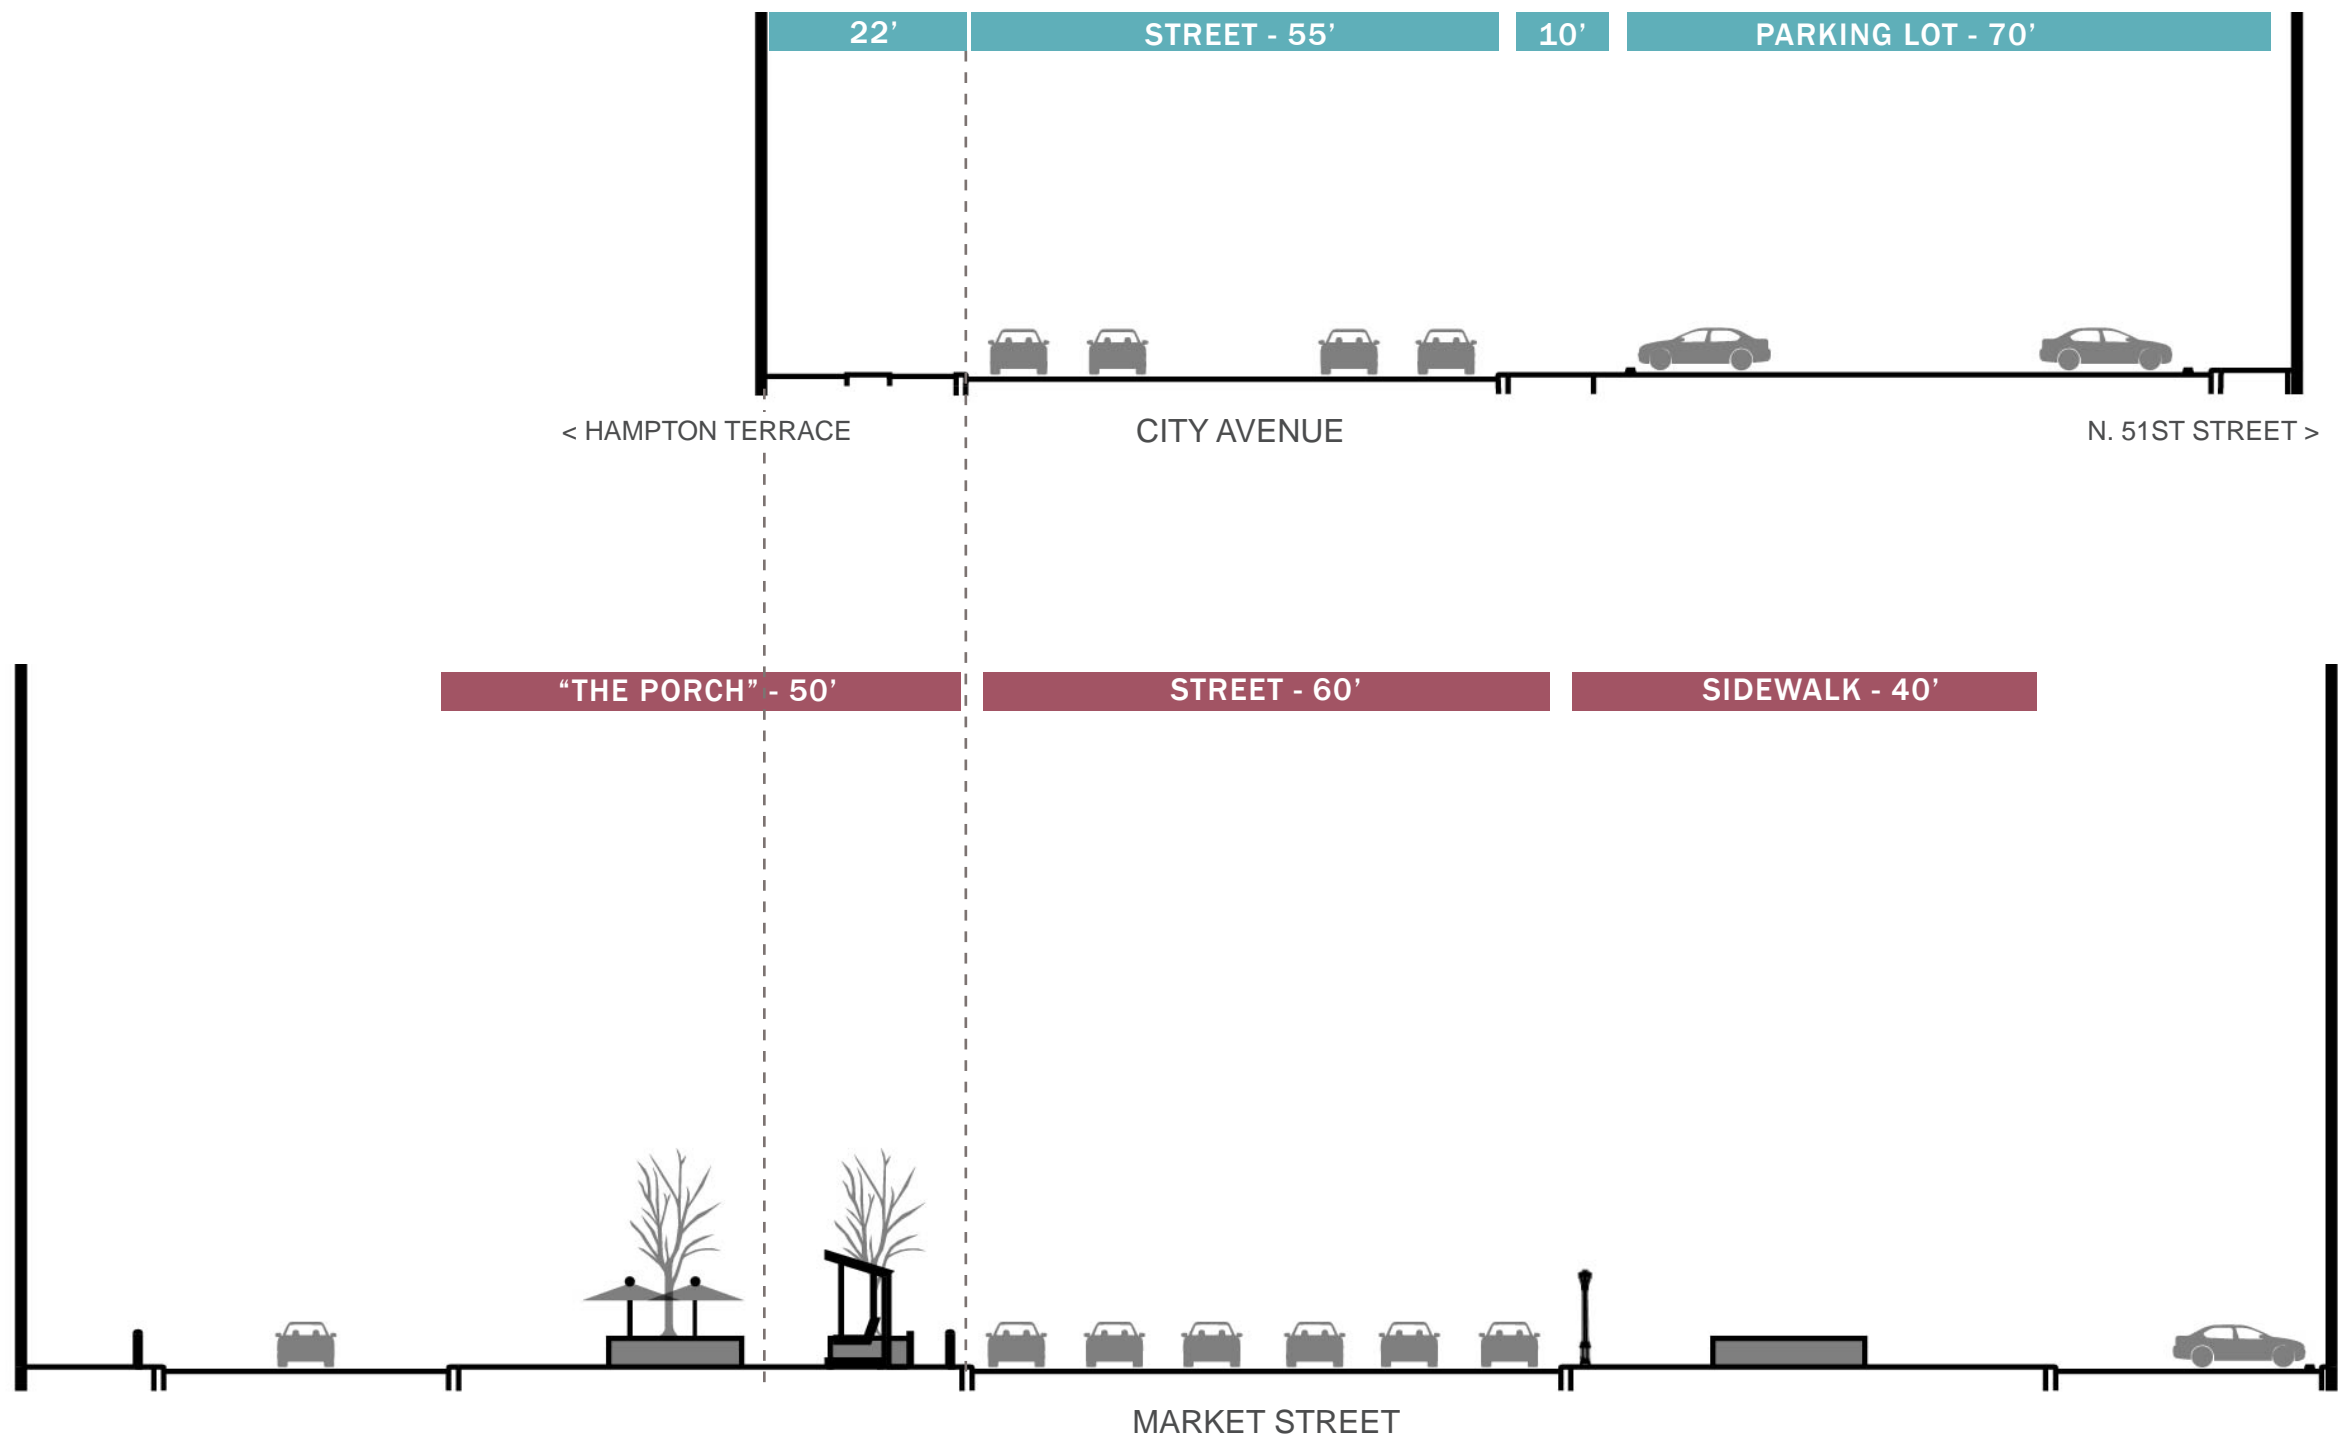 22’
STREET - 55’
10’
PARKING LOT - 70’
< HAMPTON TERRACE
CITY AVENUE
N. 51ST STREET >
“THE PORCH” - 50’
STREET - 60’
SIDEWALK - 40’
MARKET STREET